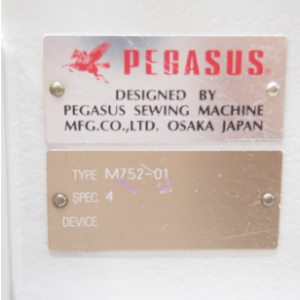 PEGASUS
DESIGNED BY
PEGASUS SEWING MACHINE
MFG.CO.,LTD. OSAKA JAPAN
TYPE M752-01
SPEC. 4
DEVICE